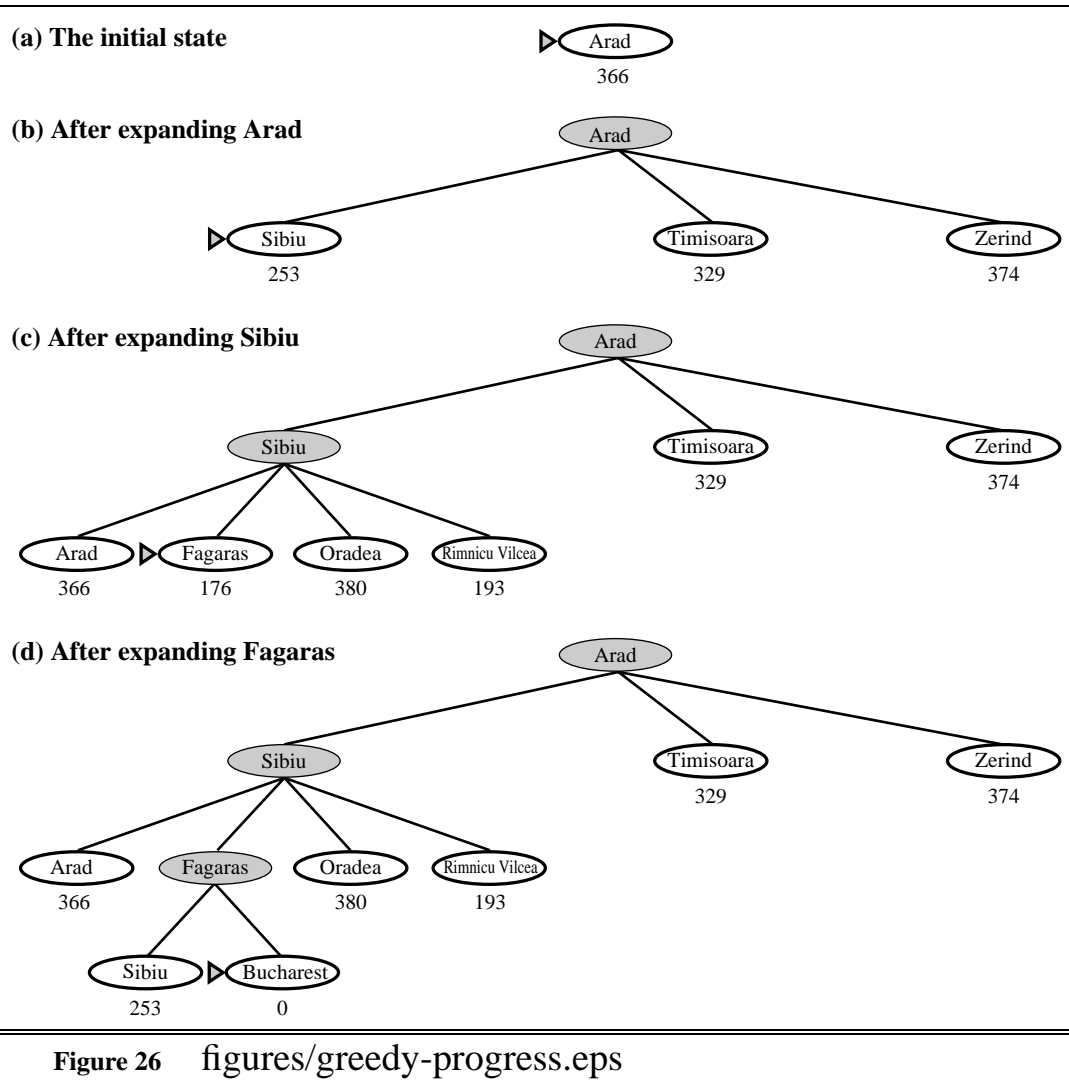 (a) The initial state
Arad
366
(b) After expanding Arad
Arad
Sibiu Timisoara Zerind
253 329 374
(c) After expanding Sibiu
Arad
Sibiu Timisoara Zerind
329 374
Arad Fagaras Oradea Rimnicu Vilcea
366 176 380 193
(d) After expanding Fagaras
Arad
Sibiu Timisoara Zerind
329 374
Arad Fagaras Oradea Rimnicu Vilcea
366 380 193
Sibiu Bucharest
253 0
Figure 26 figures/greedy-progress.eps